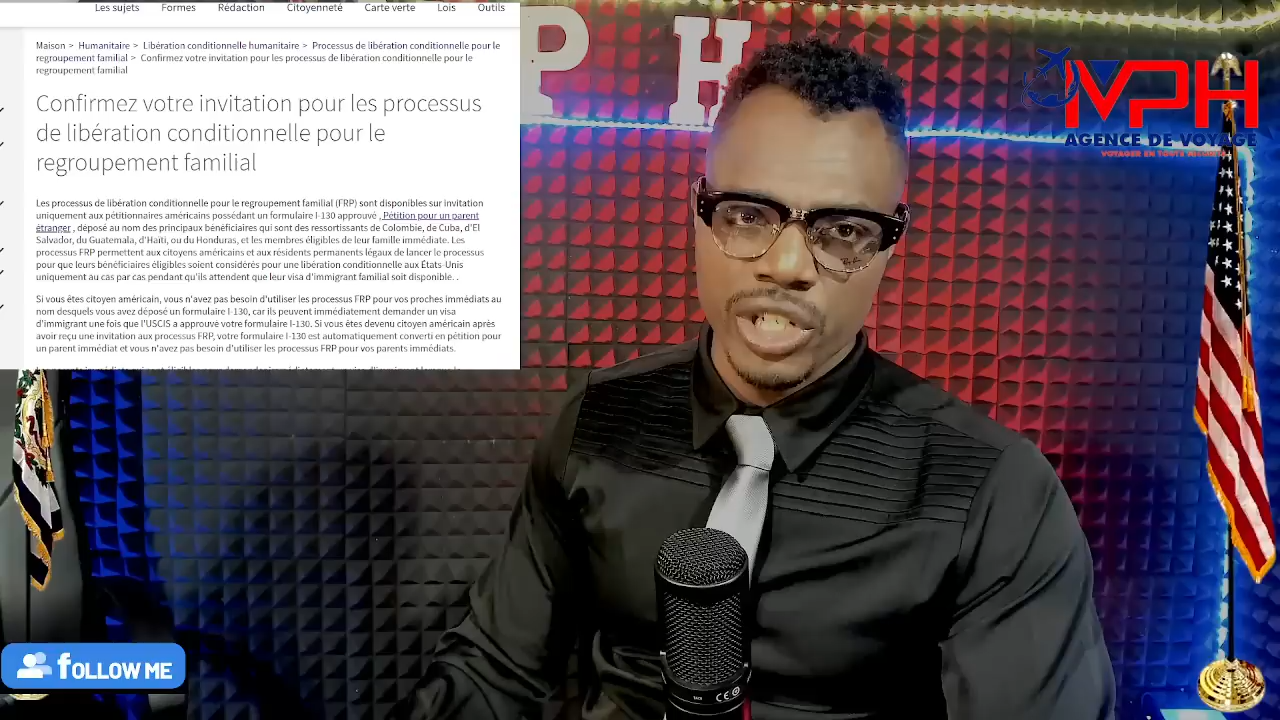 Les sujets Formes Rédaction Citoyenneté Carte verte Lois Outils
Maison > Humanitaire > Libération conditionnelle humanitaire > Processus de libération conditionnelle pour le
regroupement familial > Confirmez votre invitation pour les processus de libération conditionnelle pour le
regroupement familial
Confirmez votre invitation pour les processus
de libération conditionnelle pour le
regroupement familial
Les processus de libération conditionnelle pour le regroupement familial (FRP) sont disponibles sur invitation
uniquement aux pétitionnaires américains possédant un formulaire I-130 approuvé , Pétition pour un parent
étranger , déposé au nom des principaux bénéficiaires qui sont des ressortissants de Colombie, de Cuba, d'El
Salvador, du Guatemala, d'Haïti, ou du Honduras, et les membres éligibles de leur famille immédiate. Les
processus FRP permettent aux citoyens américains et aux résidents permanents légaux de lancer le processus
pour que leurs bénéficiaires éligibles soient considérés pour une libération conditionnelle aux États-Unis
uniquement au cas par cas pendant qu'ils attendent que leur visa d'immigrant familial soit disponible. .
Si vous êtes citoyen américain, vous n'avez pas besoin d'utiliser les processus FRP pour vos proches immédiats au
nom desquels vous avez déposé un formulaire I-130, car ils peuvent immédiatement demander un visa
d'immigrant une fois que l'USCIS a approuvé votre formulaire I-130. Si vous êtes devenu citoyen américain après
avoir reçu une invitation aux processus FRP, votre formulaire I-130 est automatiquement converti en pétition pour
un parent immédiat et vous n'avez pas besoin d'utiliser les processus FRP pour vos parents immédiats.
P H
MPH
AGENCE DE VOYAGE
VOYAGER EN TOUTE
Ray-Ban
CE
follow me